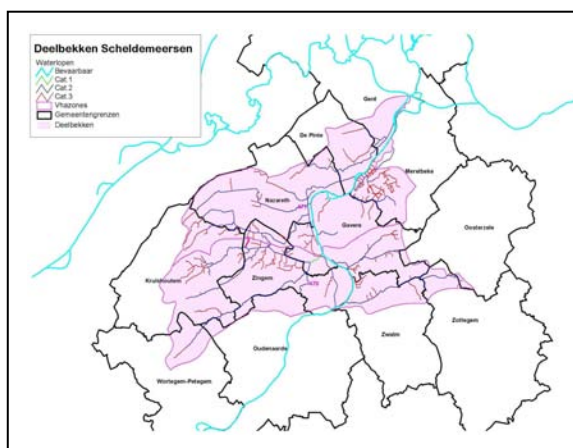 Deelbekken Scheldemeersen
Waterlopen
Bevaarbaar
Cat.1
Cat.2
Cat.3
Vhazones
Gemeentengrenzen
Deelbekken
Gent
De Pinte
Merelbeke
Nazareth
Gavere
Oosterzele
Kruishoutem
Zingem
Zottegem
Zwalm
Oudenaarde
Wortegem-Petegem